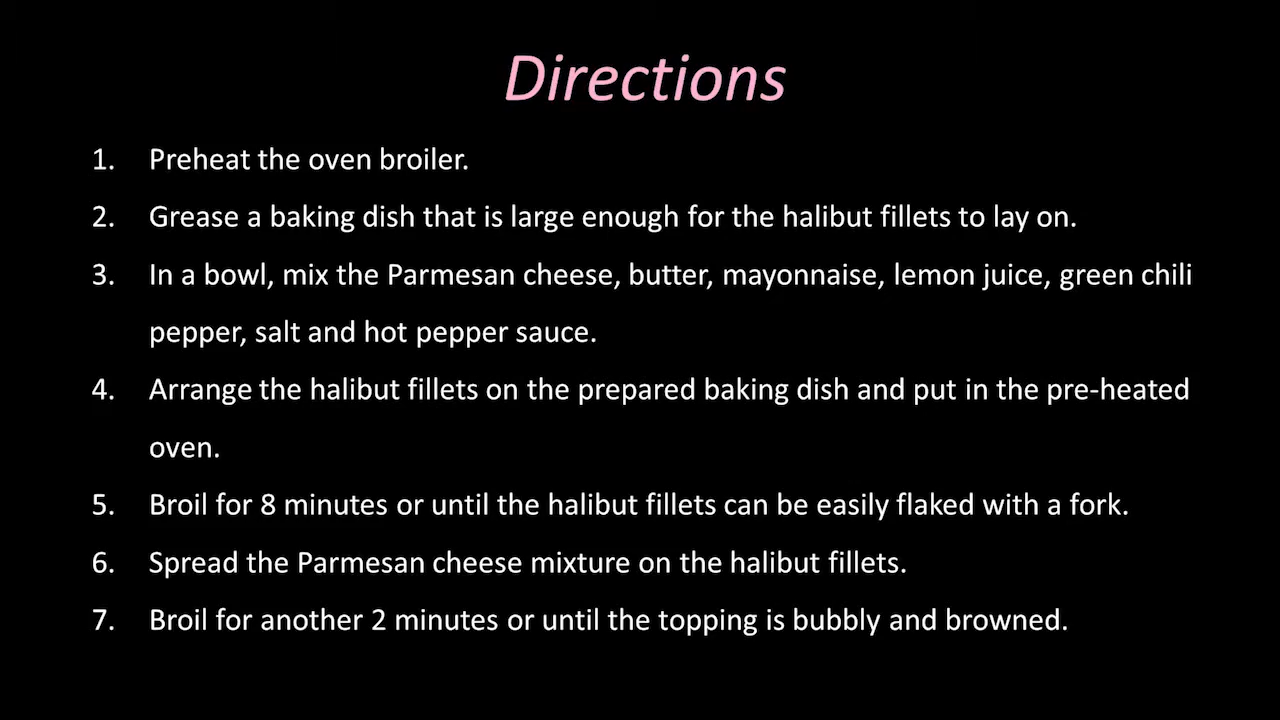 Directions
1. Preheat the oven broiler.
2. Grease a baking dish that is large enough for the halibut fillets to lay on.
3. In a bowl, mix the Parmesan cheese, butter, mayonnaise, lemon juice, green chili
pepper, salt and hot pepper sauce.
4. Arrange the halibut fillets on the prepared baking dish and put in the pre-heated
oven.
5. Broil for 8 minutes or until the halibut fillets can be easily flaked with a fork.
6. Spread the Parmesan cheese mixture on the halibut fillets.
7. Broil for another 2 minutes or until the topping is bubbly and browned.